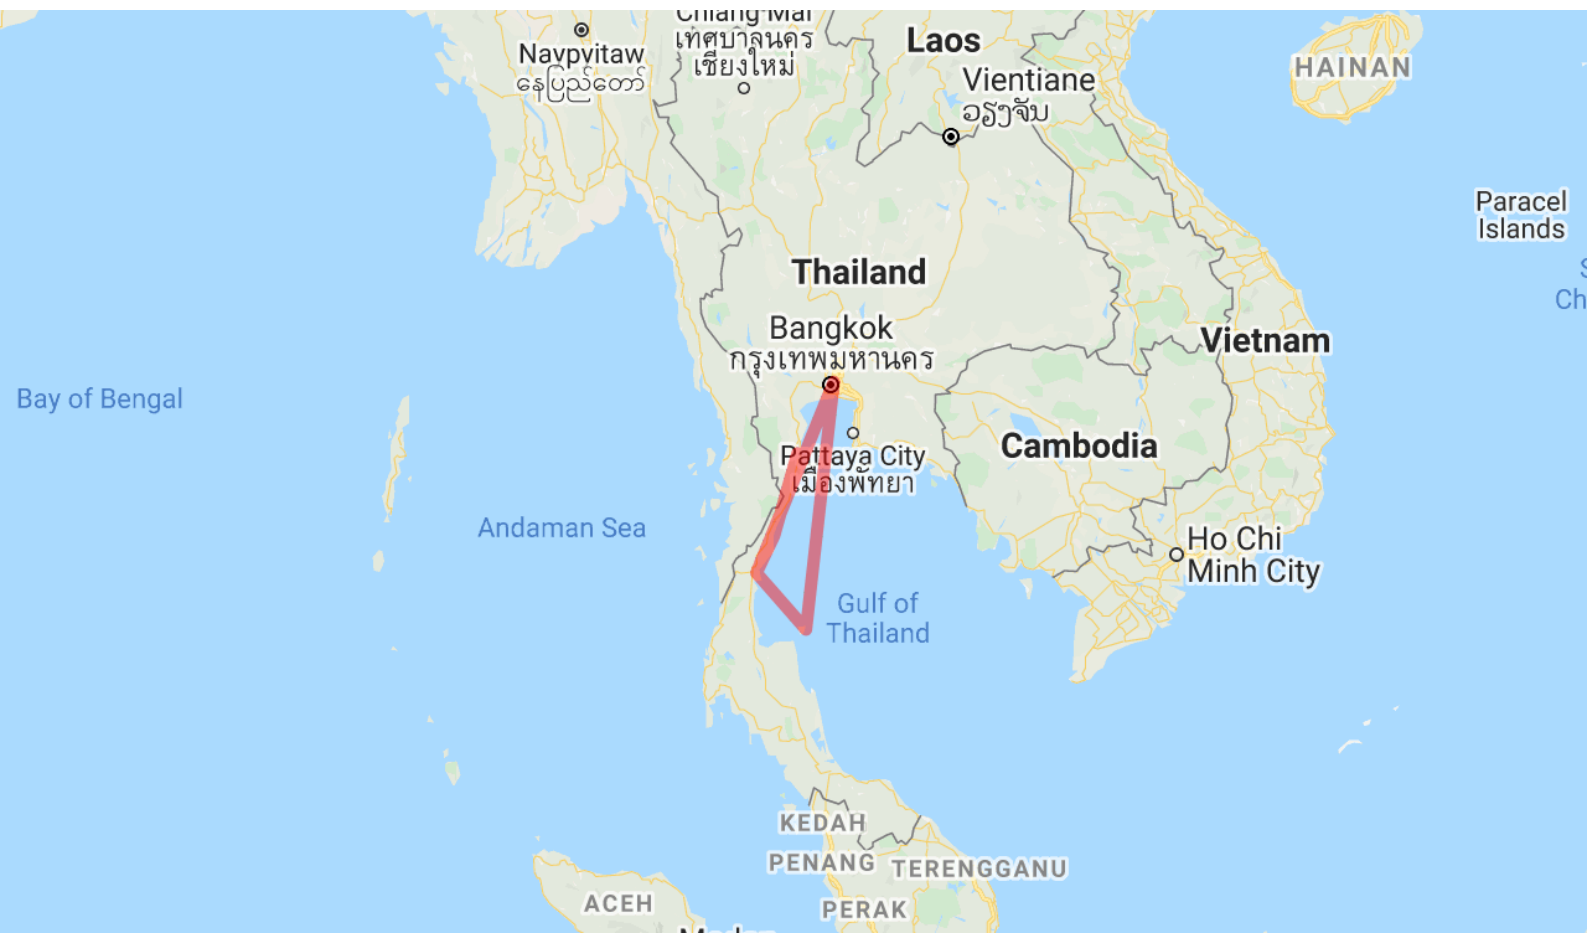 Chiang Mai
เทศบาลนคร
เชียงใหม่
Naypyitaw
နေပြည်တော်
Laos
Vientiane
ວຽງຈັນ
HAINAN
Paracel
Islands
Thailand
Bangkok
กรุงเทพมหานคร
Vietnam
Bay of Bengal
Cambodia
Pattaya City
เมืองพัทยา
Andaman Sea
Ho Chi
Minh City
Gulf of
Thailand
KEDAH
PENANG
TERENGGANU
ACEH
PERAK